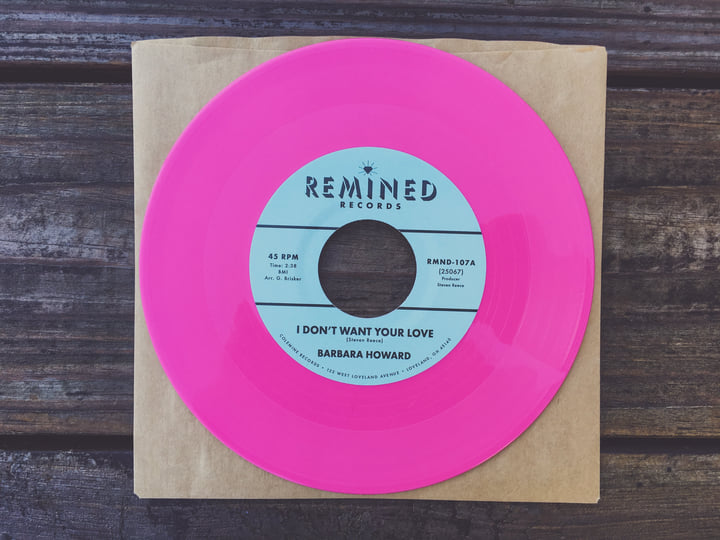 REMINED
RECORDS
45 RPM
Time: 2:38
BMI
Arr. G. Brisker
RMND-107A
(25067)
Producer
Steven Reece
I DON'T WANT YOUR LOVE
(Steven Reece)
BARBARA HOWARD
COLEMINE RECORDS • 125 WEST LOVELAND AVENUE • LOVELAND, OH 45140